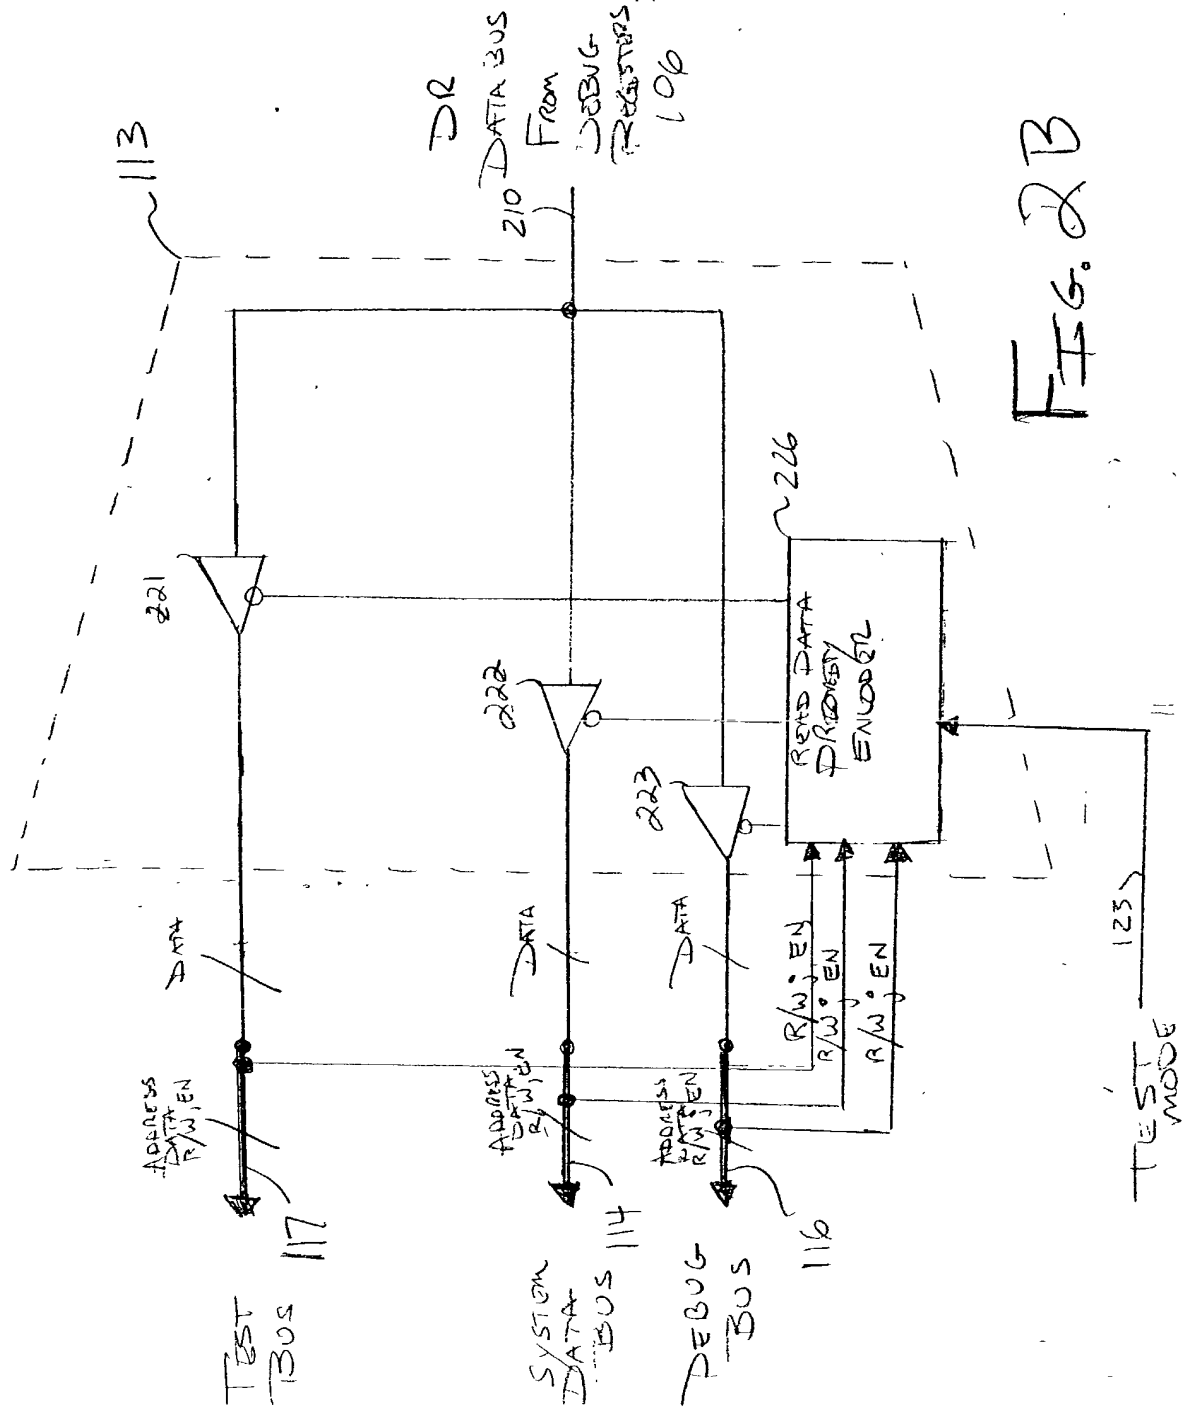 113
DR
DATA BUS
FROM
DEBUG
REGISTERS
106
210
221
222
223
226
READ DATA
PRIORITY
ENCODER
DATA
DATA
DATA
R/W; EN
R/W; EN
R/W; EN
ADDRESS
DATA
R/W, EN
ADDRESS
DATA
R/W, EN
ADDRESS
DATA
R/W; EN
117
114
116
TEST
BUS
SYSTEM
DATA
BUS
DEBUG
BUS
123
TEST
MODE
FIG. 2B